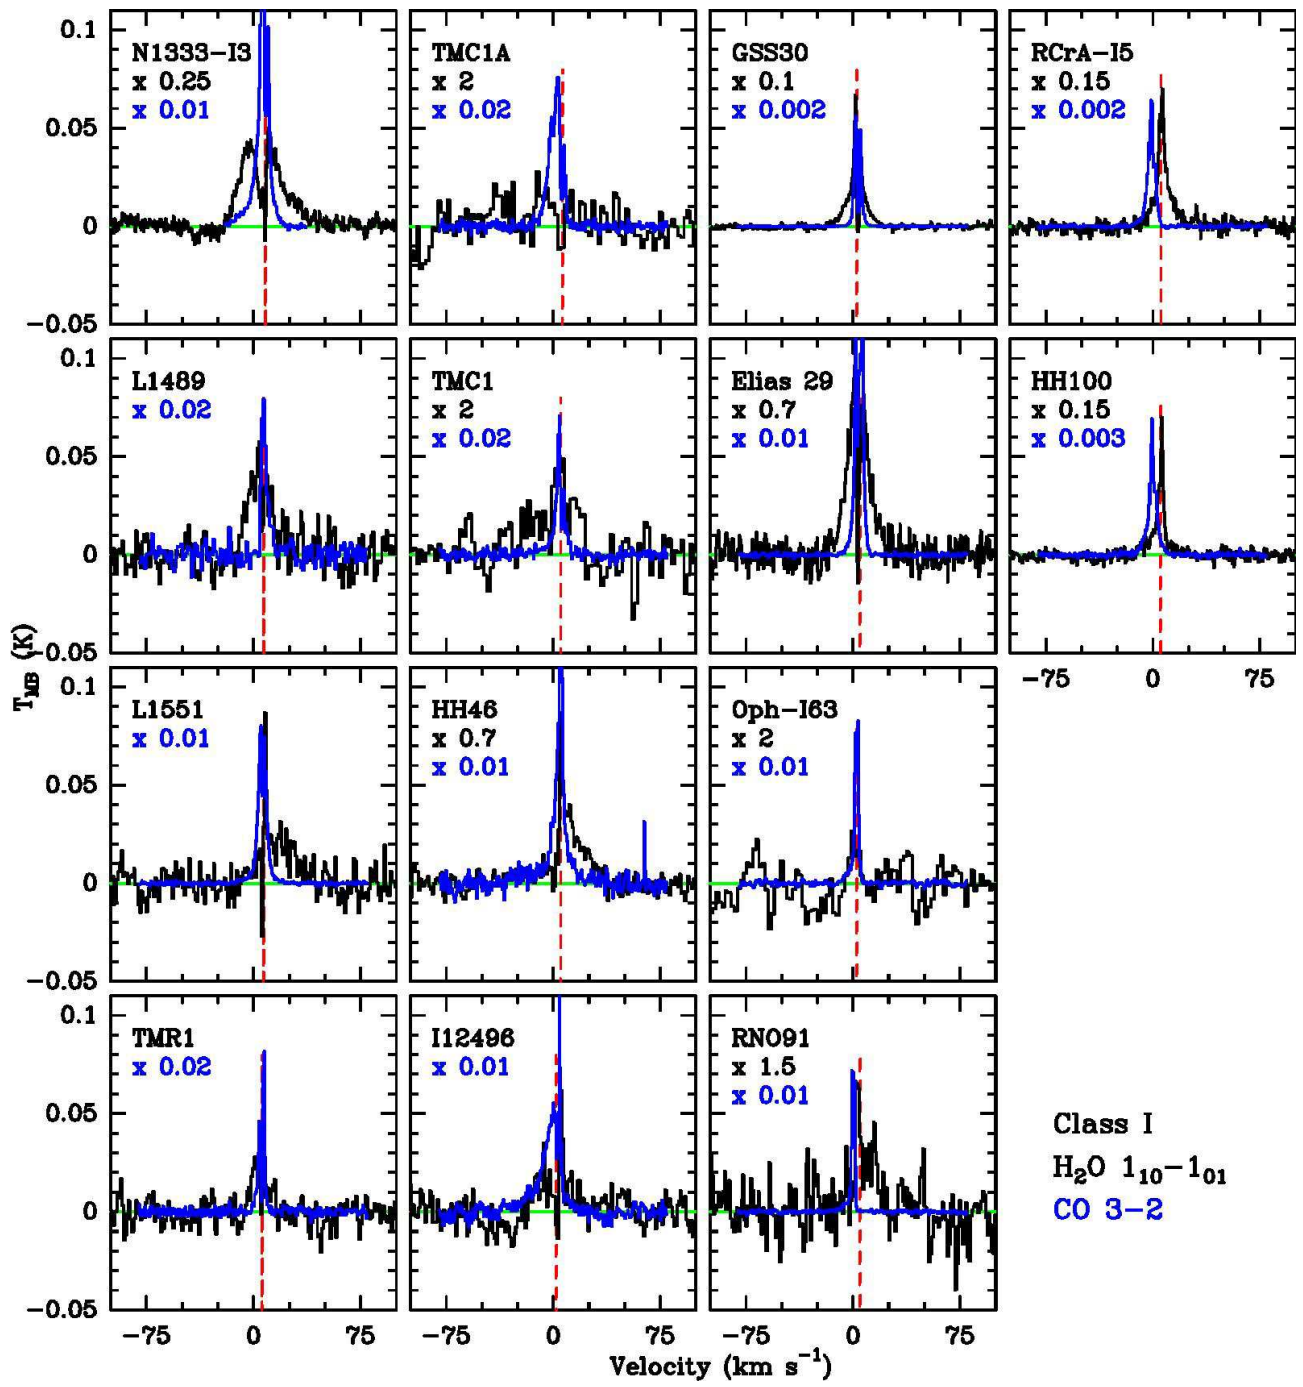 0.1
0.05
0
−0.05
N1333−I3
x 0.25
x 0.01
TMC1A
x 2
x 0.02
GSS30
x 0.1
x 0.002
RCrA−I5
x 0.15
x 0.002
0.1
0.05
0
−0.05
L1489
x 0.02
TMC1
x 2
x 0.02
Elias 29
x 0.7
x 0.01
HH100
x 0.15
x 0.003
−75 0 75
T_MB (K)
0.1
0.05
0
−0.05
L1551
x 0.01
HH46
x 0.7
x 0.01
Oph−I63
x 2
x 0.01
0.1
0.05
0
−0.05
TMR1
x 0.02
I12496
x 0.01
RNO91
x 1.5
x 0.01
Class I
H₂O 1₁₀−1₀₁
CO 3−2
−75 0 75 −75 0 75 −75 0 75
Velocity (km s⁻¹)